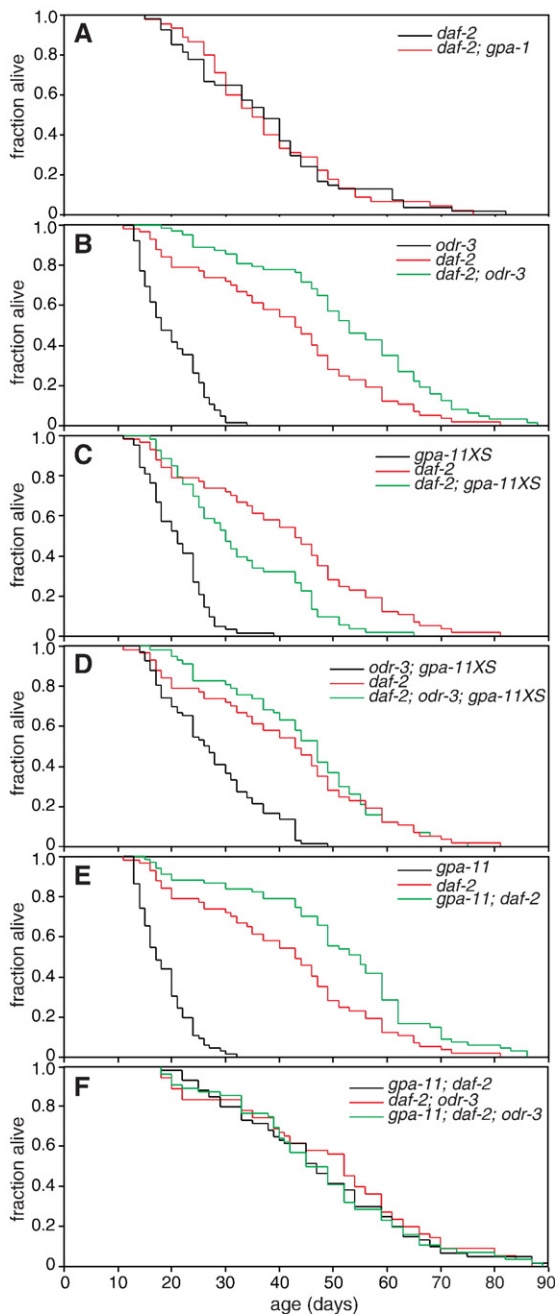 A
daf-2
daf-2; gpa-1
fraction alive
1.0
0.8
0.6
0.4
0.2
0
B
odr-3
daf-2
daf-2; odr-3
fraction alive
1.0
0.8
0.6
0.4
0.2
0
C
gpa-11XS
daf-2
daf-2; gpa-11XS
fraction alive
1.0
0.8
0.6
0.4
0.2
0
D
odr-3; gpa-11XS
daf-2
daf-2; odr-3; gpa-11XS
fraction alive
1.0
0.8
0.6
0.4
0.2
0
E
gpa-11
daf-2
gpa-11; daf-2
fraction alive
1.0
0.8
0.6
0.4
0.2
0
F
gpa-11; daf-2
daf-2; odr-3
gpa-11; daf-2; odr-3
fraction alive
1.0
0.8
0.6
0.4
0.2
0
0 10 20 30 40 50 60 70 80 90
age (days)